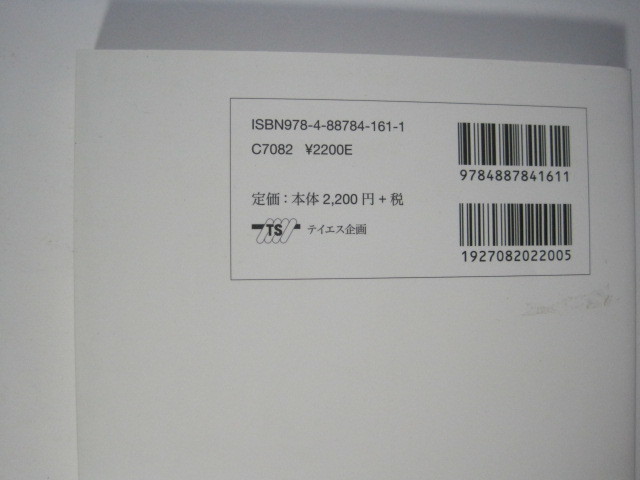 ISBN978-4-88784-161-1
C7082 ¥2200E
9784887841611
定価：本体 2,200 円 + 税
TS テイエス企画
1927082022005